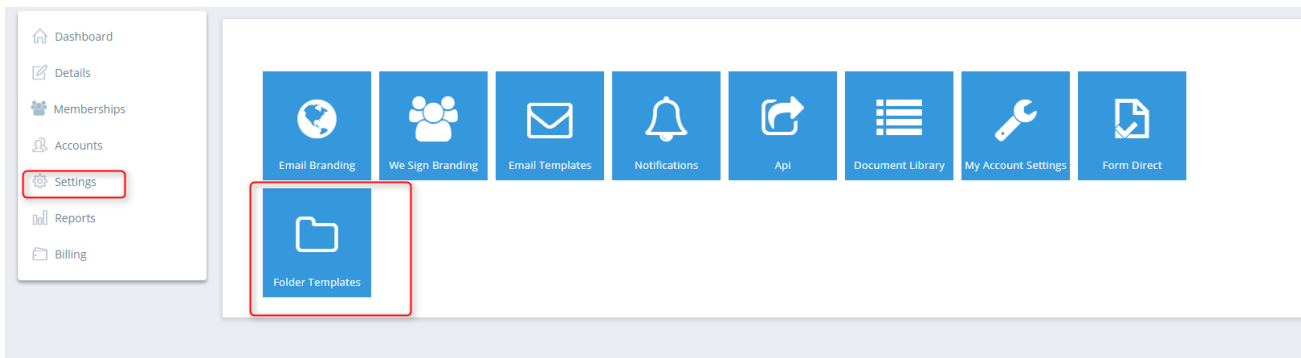 Dashboard
Details
Memberships
Accounts
Settings
Reports
Billing
Email Branding
We Sign Branding
Email Templates
Notifications
Api
Document Library
My Account Settings
Form Direct
Folder Templates